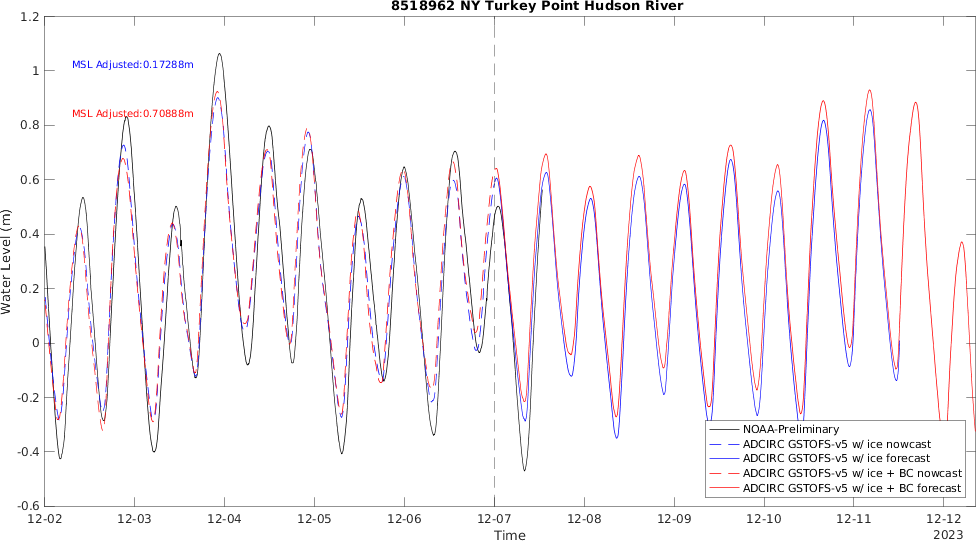 8518962 NY Turkey Point Hudson River
MSL Adjusted:0.17288m
MSL Adjusted:0.70888m
Water Level (m)
1.2
1
0.8
0.6
0.4
0.2
0
-0.2
-0.4
-0.6
NOAA-Preliminary
ADCIRC GSTOFS-v5 w/ ice nowcast
ADCIRC GSTOFS-v5 w/ ice forecast
ADCIRC GSTOFS-v5 w/ ice + BC nowcast
ADCIRC GSTOFS-v5 w/ ice + BC forecast
12-02 12-03 12-04 12-05 12-06 12-07 12-08 12-09 12-10 12-11 12-12
Time
2023